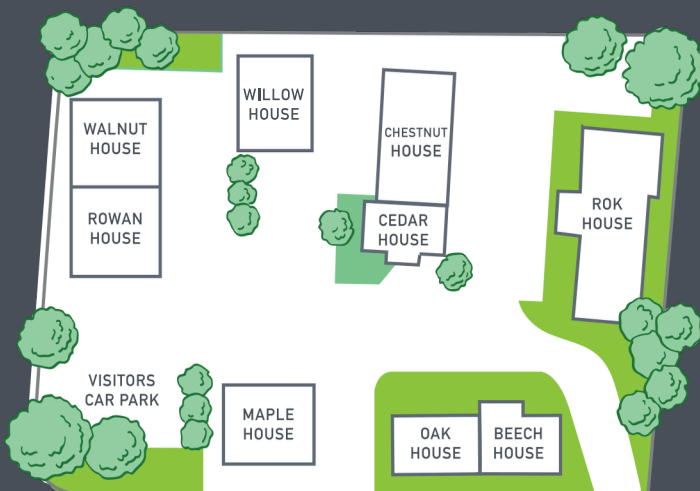 WILLOW
HOUSE
WALNUT
HOUSE
CHESTNUT
HOUSE
ROWAN
HOUSE
CEDAR
HOUSE
ROK
HOUSE
VISITORS
CAR PARK
MAPLE
HOUSE
OAK
HOUSE
BEECH
HOUSE